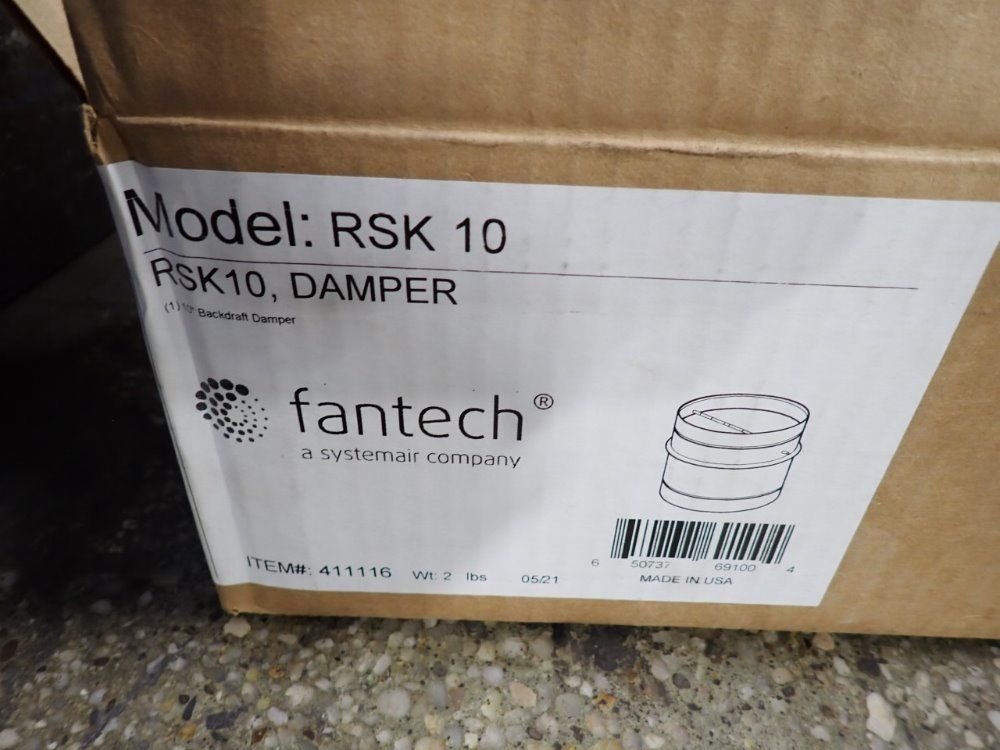 Model: RSK 10
RSK10, DAMPER
(1) 10" Backdraft Damper
fantech®
a systemair company
6 50737 69100 4
MADE IN USA
ITEM#: 411116 Wt: 2 lbs 05/21